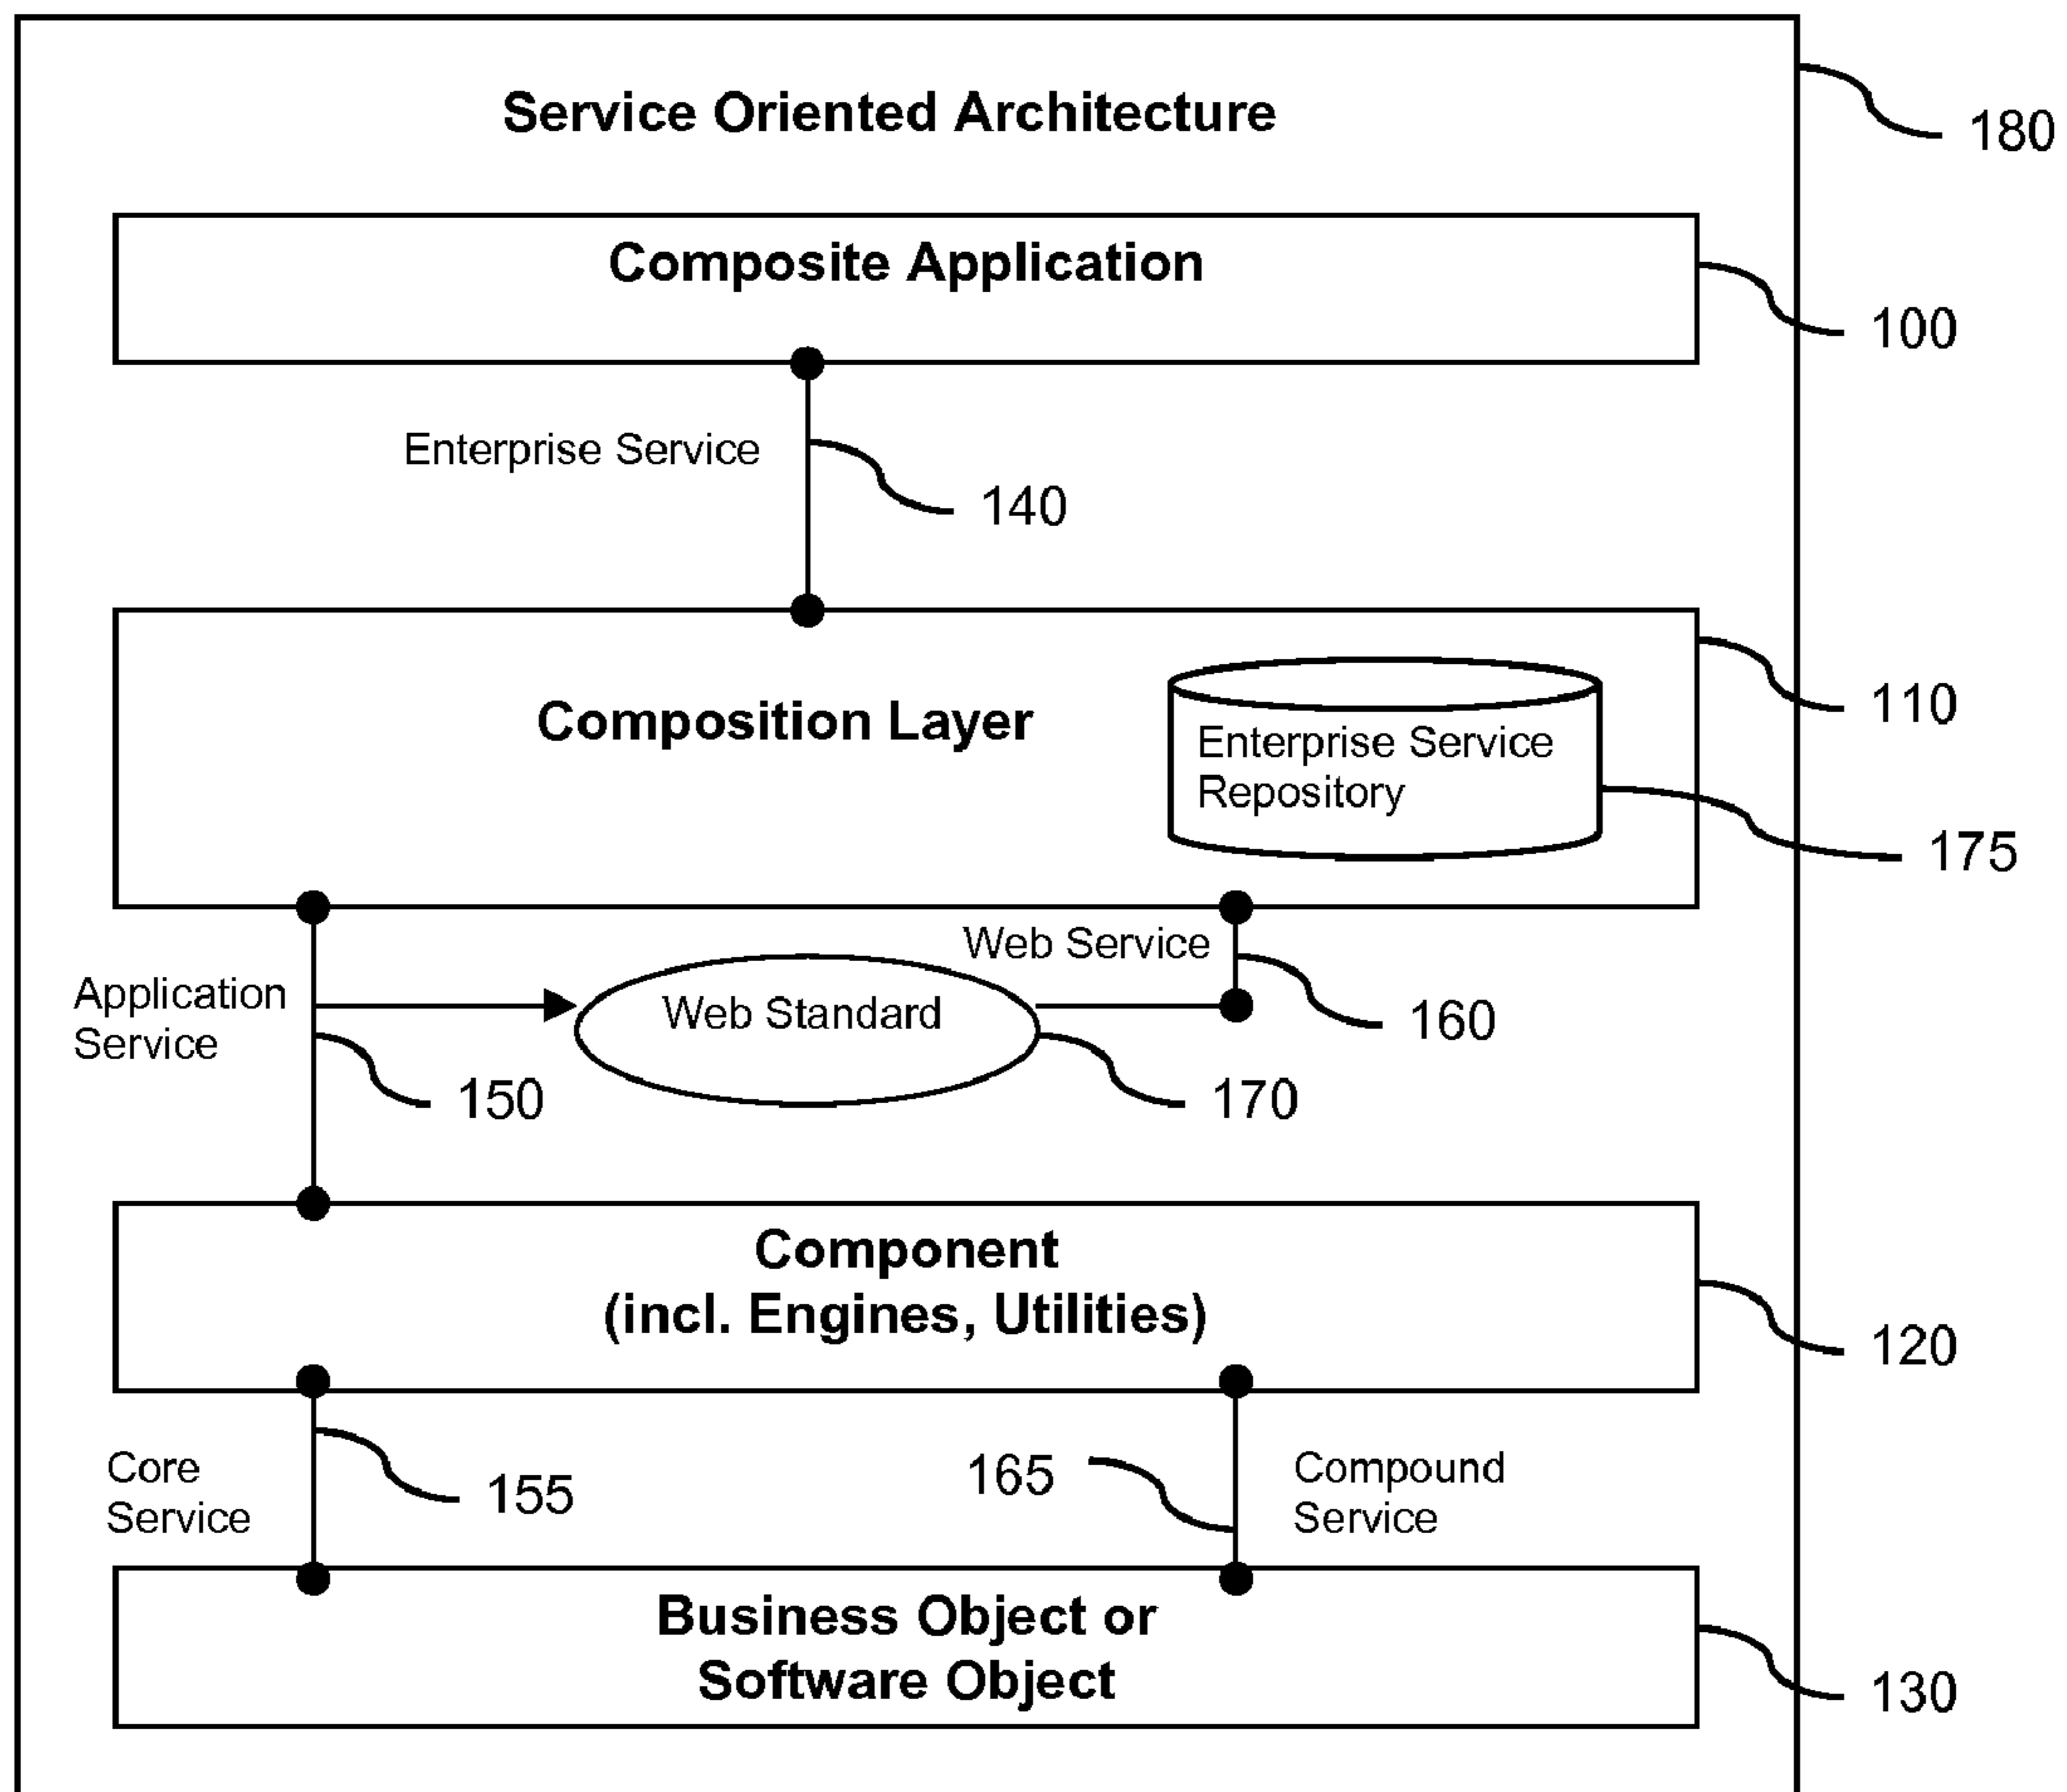 Service Oriented Architecture
180
Composite Application
100
Enterprise Service
140
Composition Layer
110
Enterprise Service
Repository
175
Web Service
Application
Service
Web Standard
160
150
170
Component
(incl. Engines, Utilities)
120
Core
Service
155
165
Compound
Service
Business Object or
Software Object
130